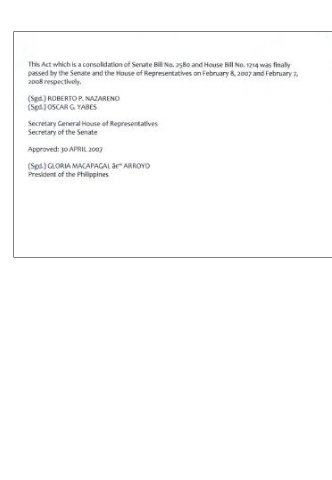 This Act which is a consolidation of Senate Bill No. 2580 and House Bill No. 1214 was finally
passed by the Senate and the House of Representatives on February 8, 2007 and February 7,
2008 respectively.
(Sgd.) ROBERTO P. NAZARENO
(Sgd.) OSCAR G. YABES
Secretary General House of Representatives
Secretary of the Senate
Approved: 30 APRIL 2007
(Sgd.) GLORIA MACAPAGAL â€“ ARROYO
President of the Philippines